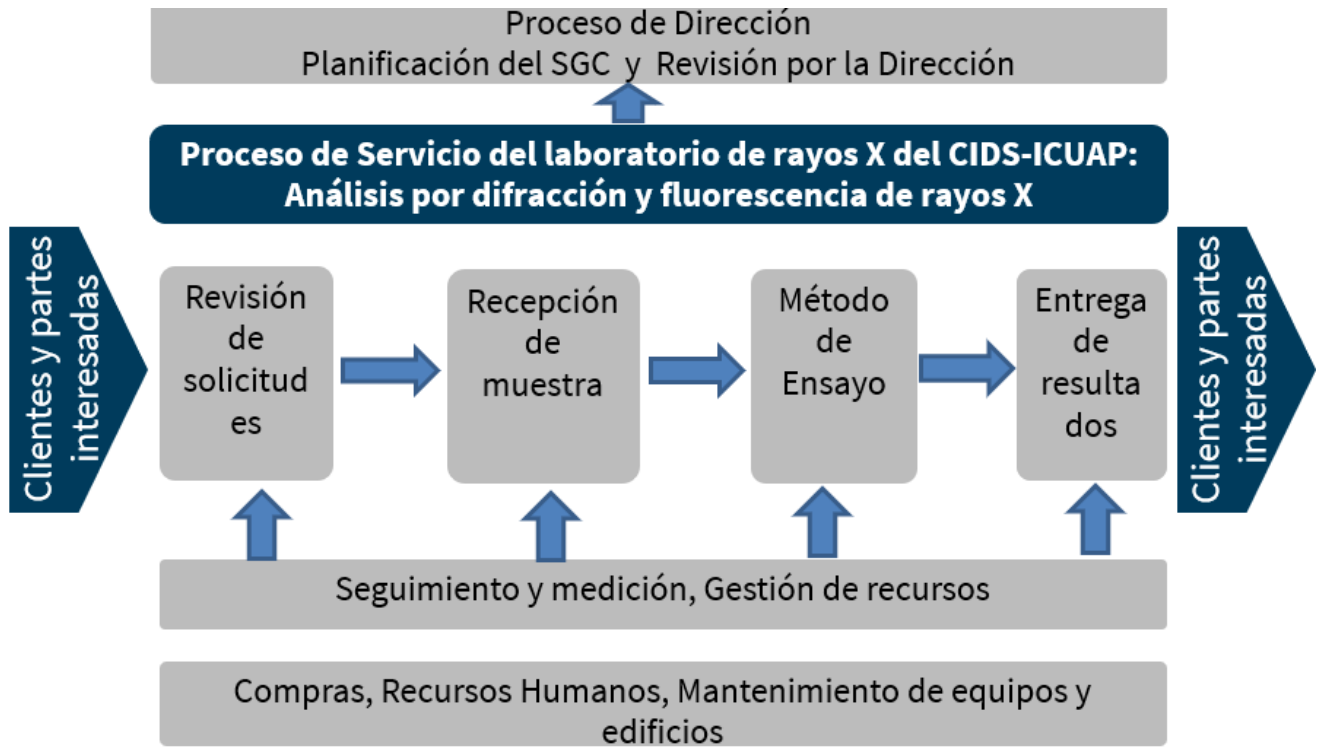 Proceso de Dirección
Planificación del SGC y Revisión por la Dirección
Proceso de Servicio del laboratorio de rayos X del CIDS-ICUAP:
Análisis por difracción y fluorescencia de rayos X
Clientes y partes
interesadas
Revisión
de
solicitud
es
Recepción
de
muestra
Método
de
Ensayo
Entrega
de
resulta
dos
Clientes y partes
interesadas
Seguimiento y medición, Gestión de recursos
Compras, Recursos Humanos, Mantenimiento de equipos y
edificios